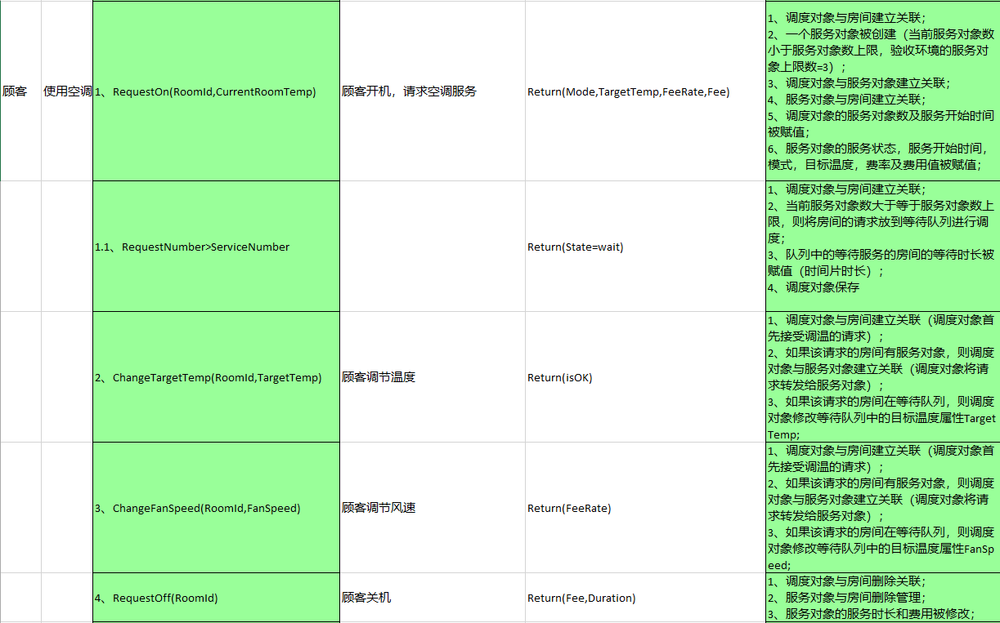 顾客
使用空调
1、RequestOn(RoomId,CurrentRoomTemp)
顾客开机，请求空调服务
Return(Mode,TargetTemp,FeeRate,Fee)
1、调度对象与房间建立关联；
2、一个服务对象被创建（当前服务对象数
小于服务对象数上限，验收环境的服务对
象上限数=3）;
3、调度对象与服务对象建立关联；
4、服务对象与房间建立关联；
5、调度对象的服务对象数及服务开始时间
被赋值；
6、服务对象的服务状态，服务开始时间，
模式，目标温度，费率及费用值被赋值；
1.1、RequestNumber>ServiceNumber
Return(State=wait)
1、调度对象与房间建立关联；
2、当前服务对象数大于等于服务对象数上
限，则将房间的请求放到等待队列进行调
度；
3、队列中的等待服务的房间的等待时长被
赋值（时间片时长）;
4、调度对象保存
2、ChangeTargetTemp(RoomId,TargetTemp)
顾客调节温度
Return(isOK)
1、调度对象与房间建立关联（调度对象首
先接受调温的请求）;
2、如果该请求的房间有服务对象，则调度
对象与服务对象建立关联（调度对象将请
求转发给服务对象）;
3、如果该请求的房间在等待队列，则调度
对象修改等待队列中的目标温度属性Target
Temp;
3、ChangeFanSpeed(RoomId,FanSpeed)
顾客调节风速
Return(FeeRate)
1、调度对象与房间建立关联（调度对象首
先接受调温的请求）;
2、如果该请求的房间有服务对象，则调度
对象与服务对象建立关联（调度对象将请
求转发给服务对象）;
3、如果该请求的房间在等待队列，则调度
对象修改等待队列中的目标温度属性FanSp
eed;
4、RequestOff(RoomId)
顾客关机
Return(Fee,Duration)
1、调度对象与房间删除关联；
2、服务对象与房间删除管理；
3、服务对象的服务时长和费用被修改；